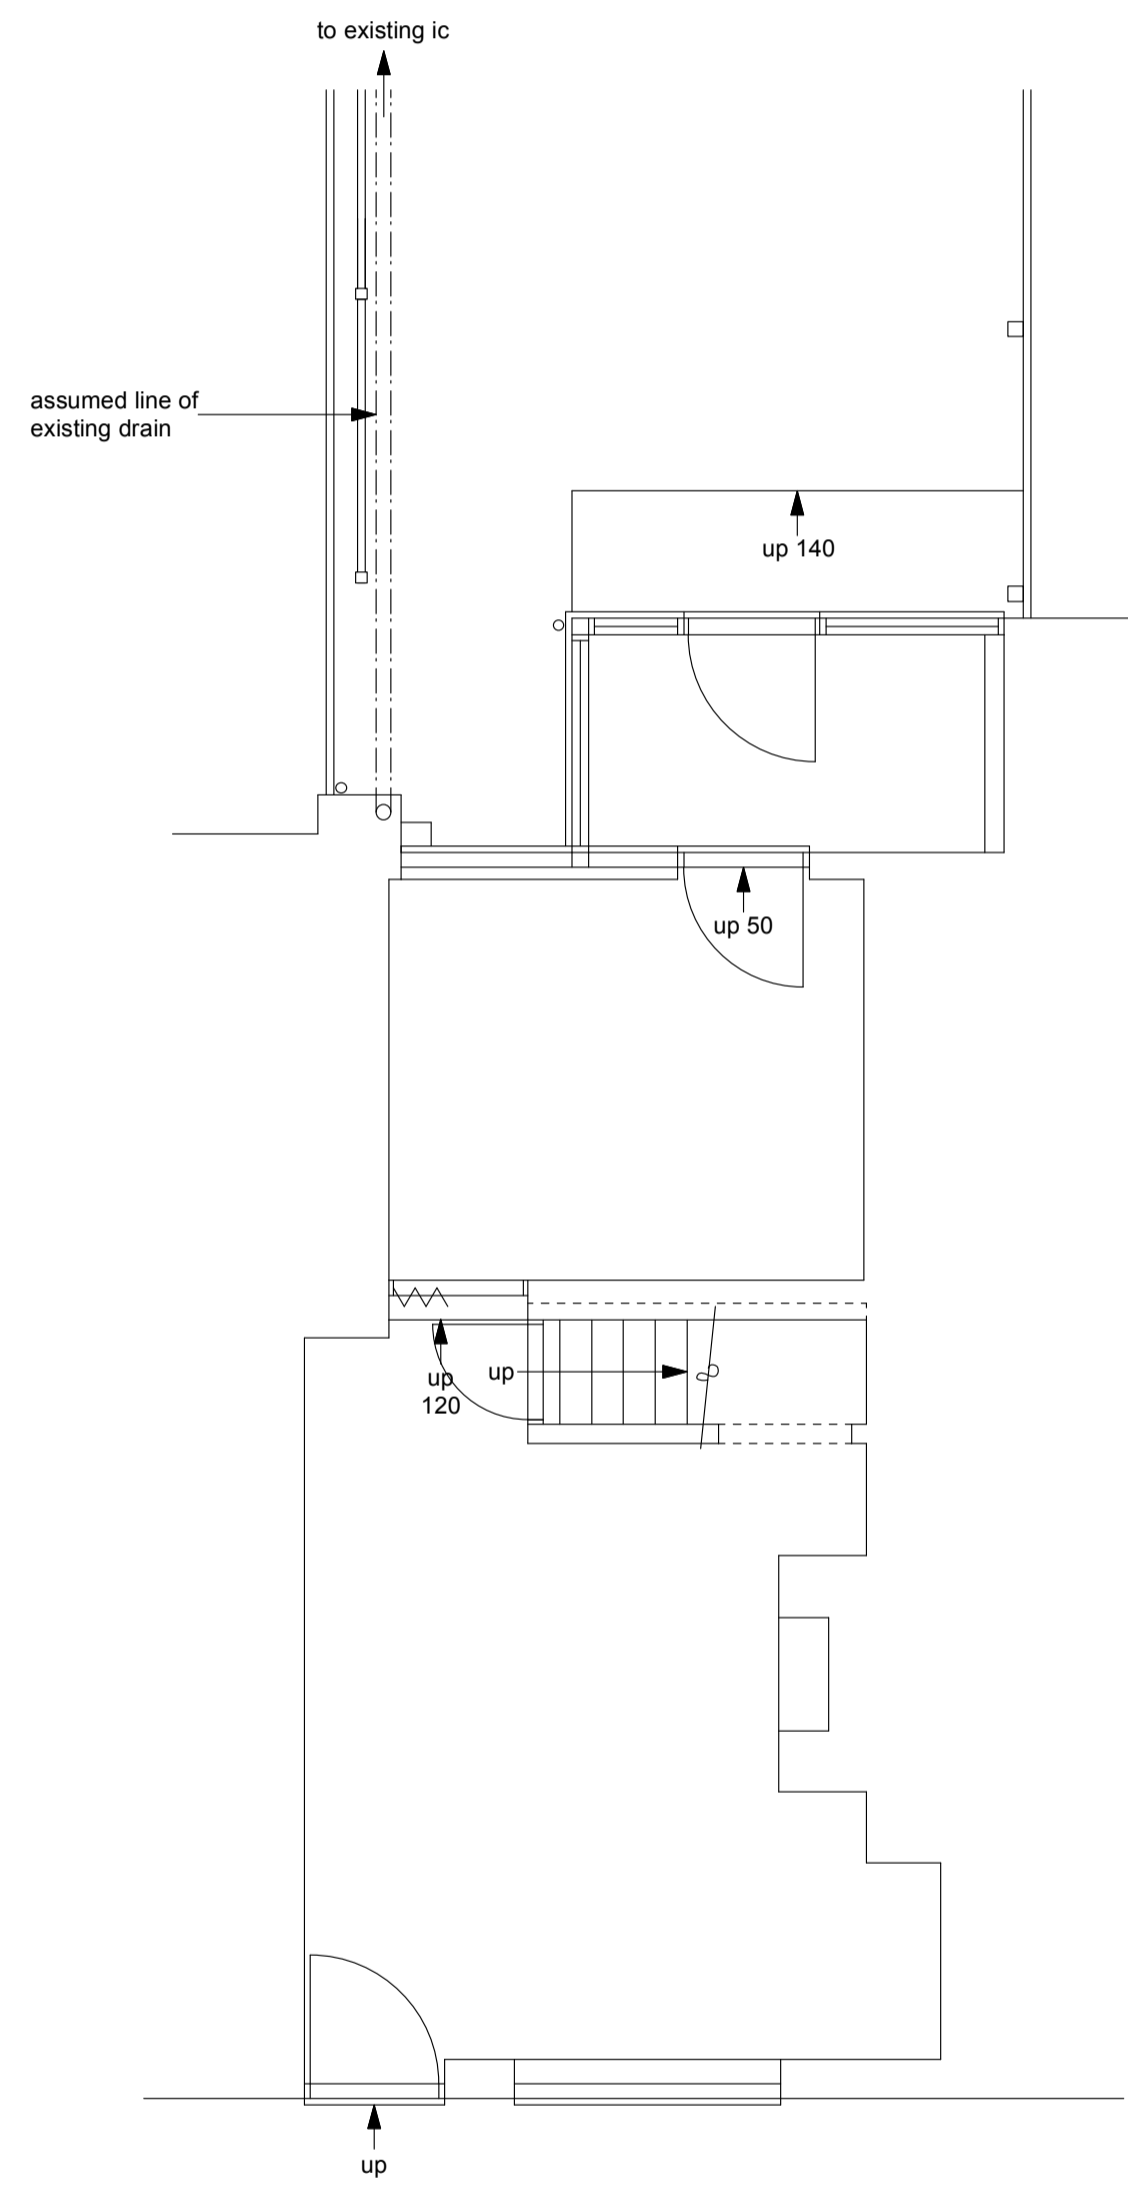 to existing ic
assumed line of
existing drain
up 140
up 50
up
up
120
up